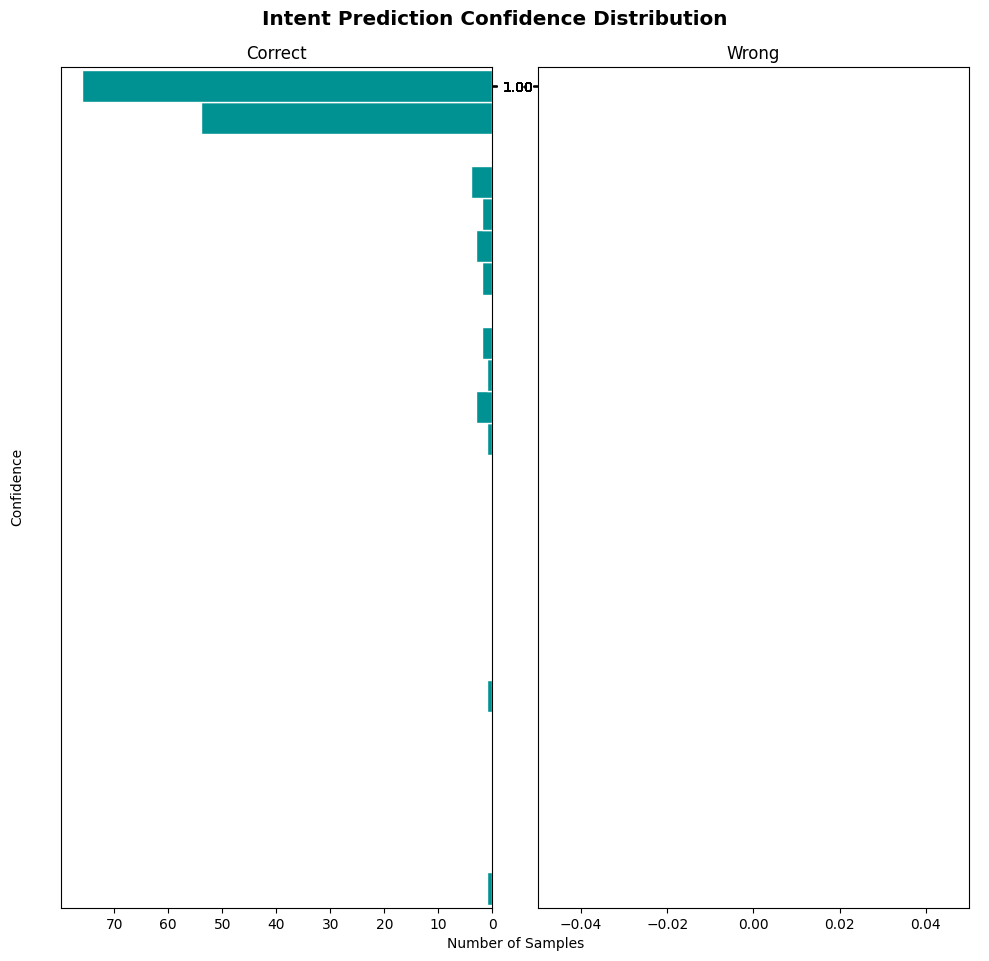 Intent Prediction Confidence Distribution
Correct
Wrong
1.00
Confidence
70 60 50 40 30 20 10 0
−0.04 −0.02 0.00 0.02 0.04
Number of Samples